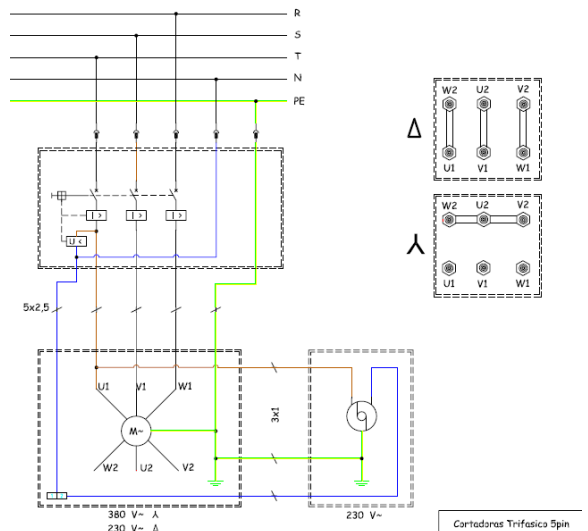 R
S
T
N
PE
W2 U2 V2
Δ
U1 V1 W1
W2 U2 V2
⅄
U1 V1 W1
I > I > I >
U <
5x2,5
U1 V1 W1
M~
W2 U2 V2
3x1
380 V~ ⅄
230 V~ Δ
230 V~
Cortadoras Trifasico 5pin